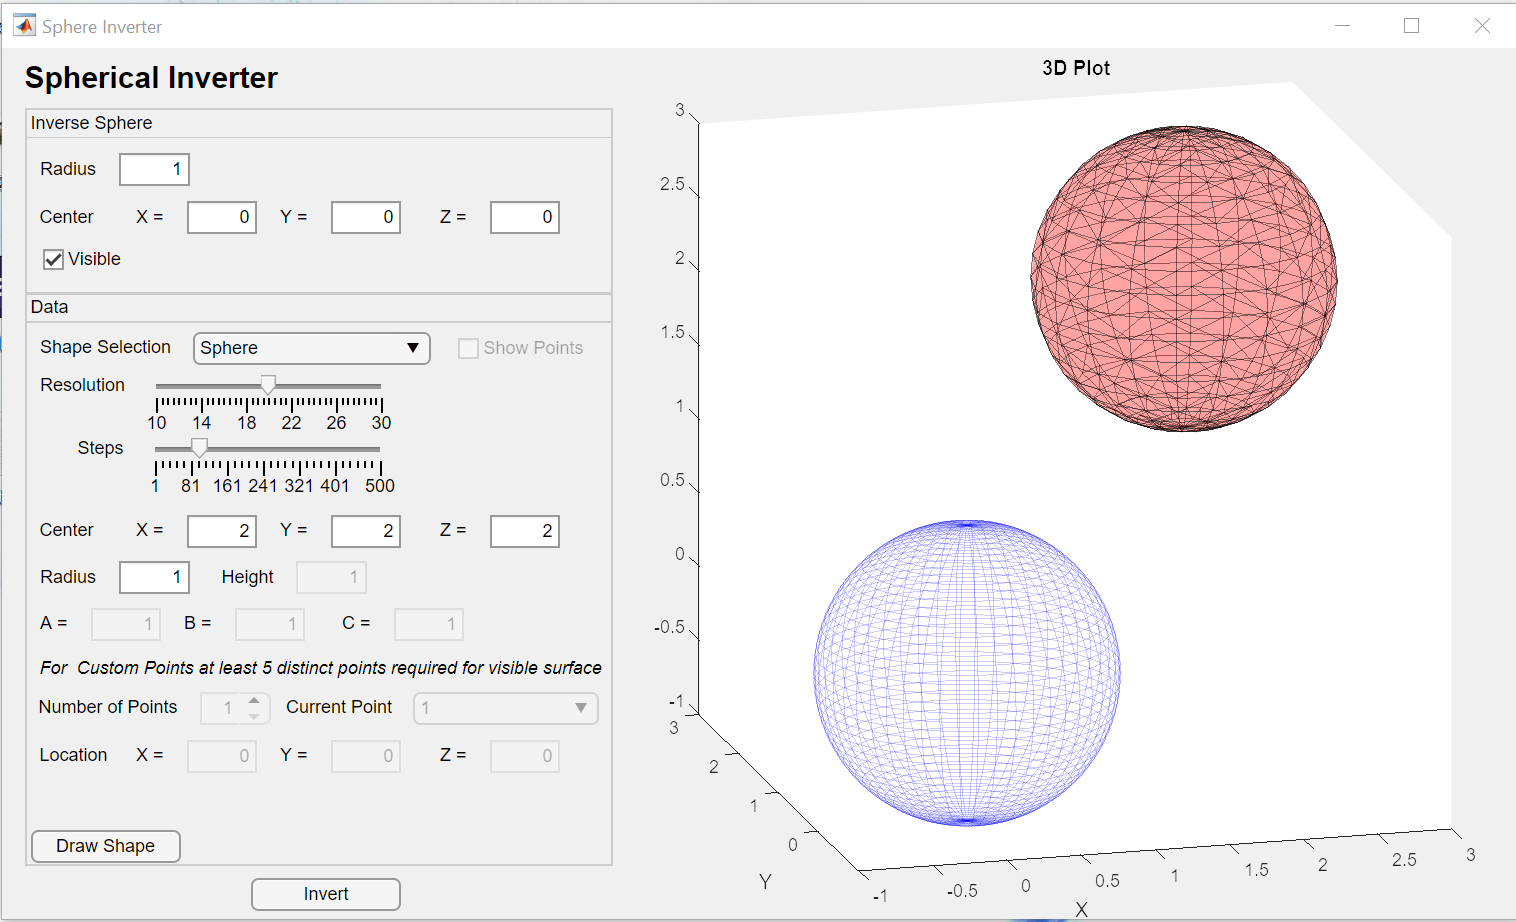 Sphere Inverter
Spherical Inverter
Inverse Sphere
Radius 1
Center X = 0 Y = 0 Z = 0
Visible
Data
Shape Selection Sphere Show Points
Resolution
10 14 18 22 26 30
Steps
1 81 161 241 321 401 500
Center X = 2 Y = 2 Z = 2
Radius 1 Height 1
A = 1 B = 1 C = 1
For Custom Points at least 5 distinct points required for visible surface
Number of Points 1 Current Point 1
Location X = 0 Y = 0 Z = 0
Draw Shape
Invert
3D Plot
3
2.5
2
1.5
1
0.5
0
-0.5
-1
3
2
1
0
Y
-1 -0.5 0 0.5 1 1.5 2 2.5 3
X